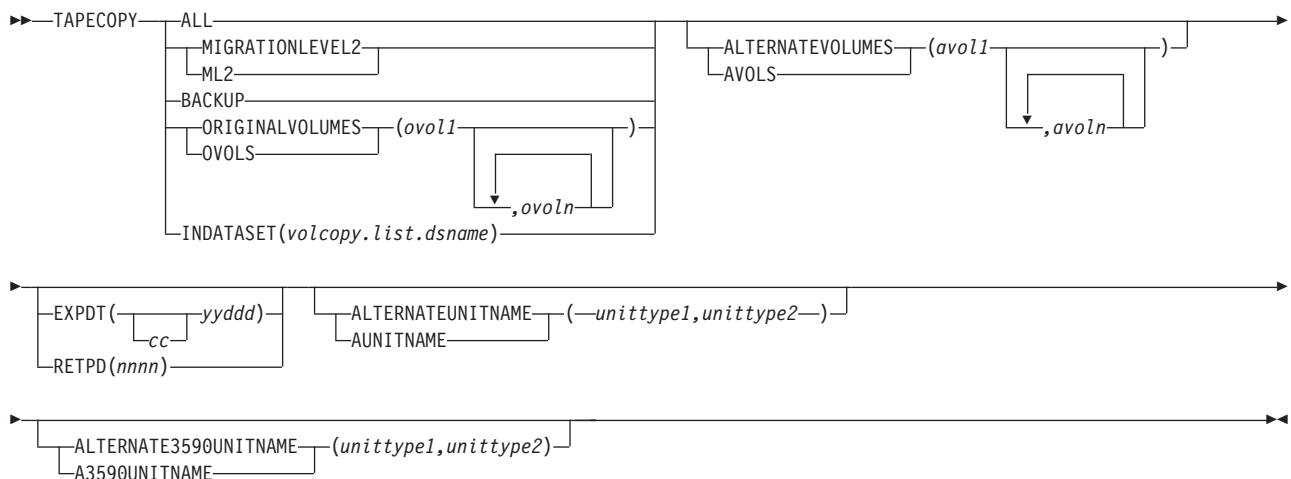 TAPECOPY ALL
MIGRATIONLEVEL2 ALTERNATEVOLUMES (avol1 )
ML2 AVOLS
BACKUP ,avoln
ORIGINALVOLUMES (ovol1 )
OVOLS
,ovoln
INDATASET(volcopy.list.dsname)
EXPDT( yyddd) ALTERNATEUNITNAME ( unittype1,unittype2 )
cc AUNITNAME
RETPD(nnnn)
ALTERNATE3590UNITNAME (unittype1,unittype2)
A3590UNITNAME